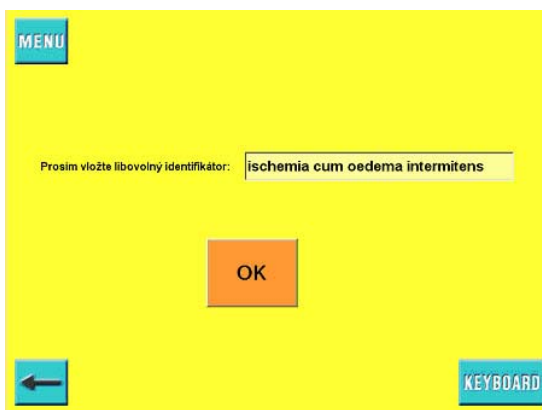 MENU
Prosím vložte libovolný identifikátor: ischemia cum oedema intermitens
OK
KEYBOARD